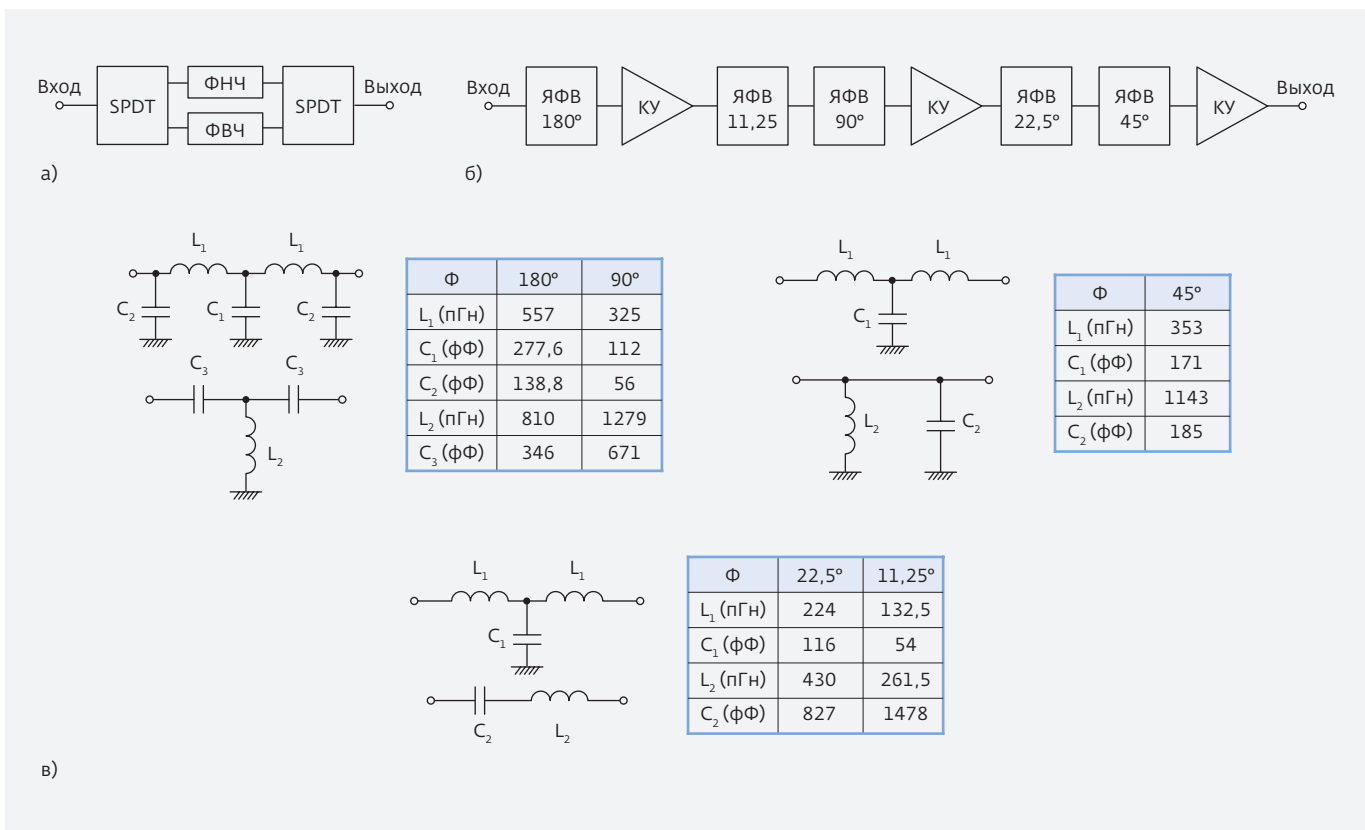 Вход
SPDT
ФНЧ
ФВЧ
SPDT
Выход
а)
Вход
ЯФВ
180°
КУ
ЯФВ
11,25
ЯФВ
90°
КУ
ЯФВ
22,5°
ЯФВ
45°
КУ
Выход
б)
L₁ L₁
C₂ C₁ C₂
C₃ C₃
L₂
Φ 180° 90°
L₁ (пГн) 557 325
C₁ (фФ) 277,6 112
C₂ (фФ) 138,8 56
L₂ (пГн) 810 1279
C₃ (фФ) 346 671
L₁ L₁
C₁
L₂ C₂
Φ 45°
L₁ (пГн) 353
C₁ (фФ) 171
L₂ (пГн) 1143
C₂ (фФ) 185
L₁ L₁
C₁
C₂ L₂
Φ 22,5° 11,25°
L₁ (пГн) 224 132,5
C₁ (фФ) 116 54
L₂ (пГн) 430 261,5
C₂ (фФ) 827 1478
в)